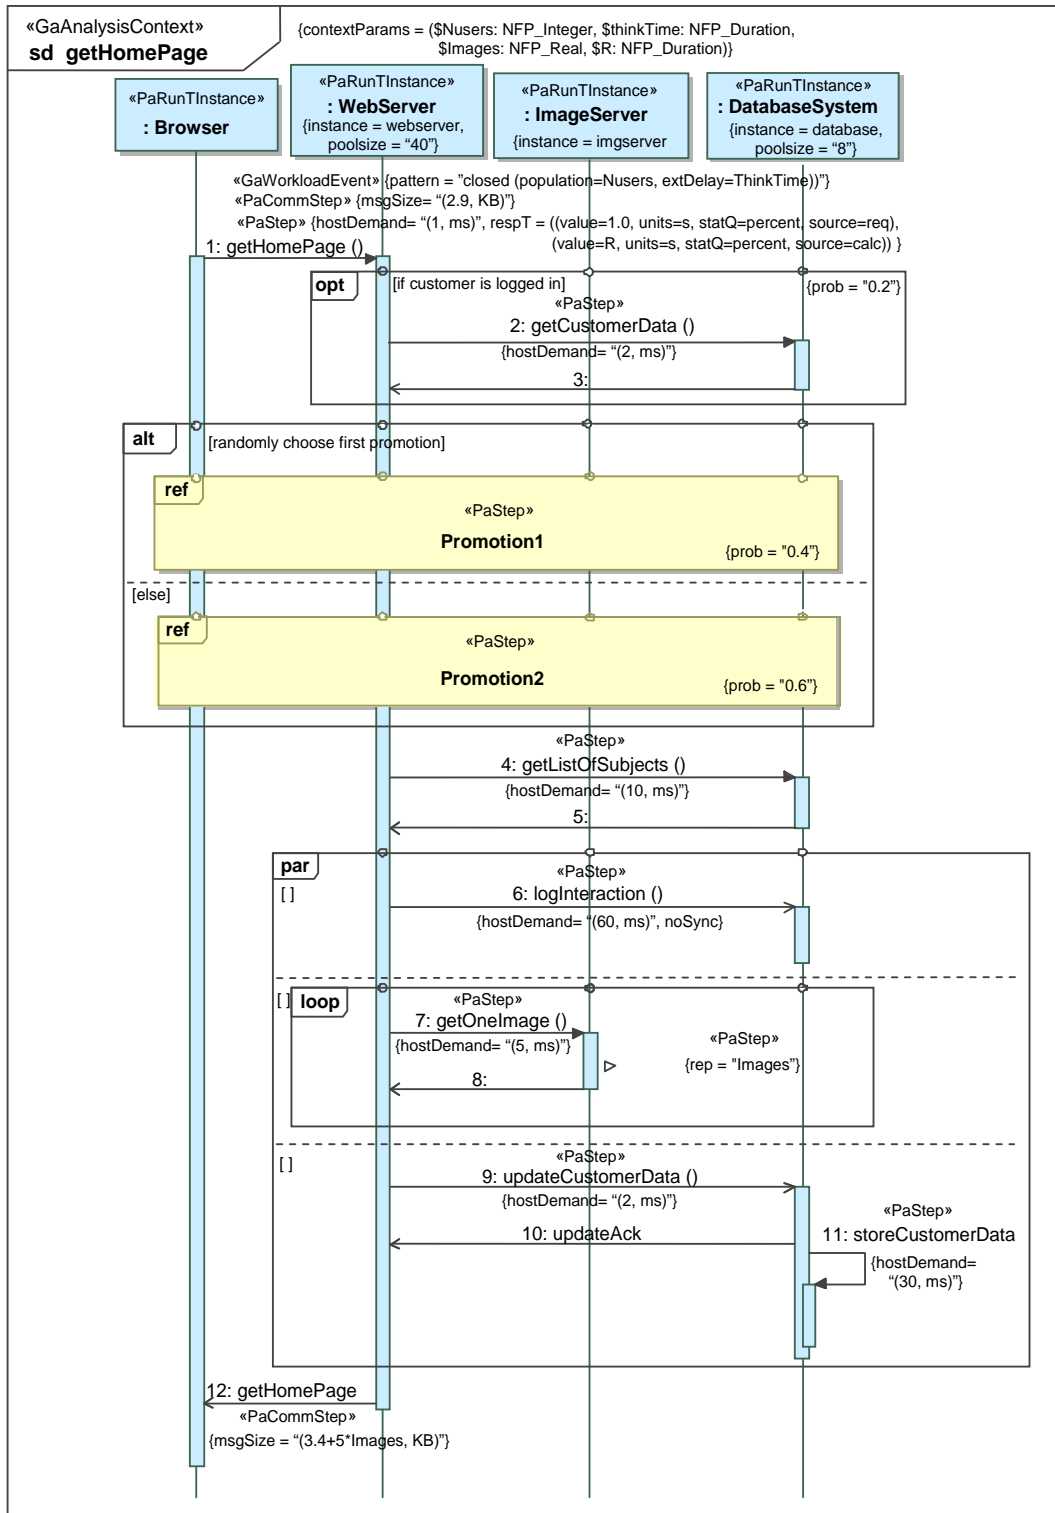 «GaAnalysisContext»
sd getHomePage
{contextParams = ($Nusers: NFP_Integer, $thinkTime: NFP_Duration,
$Images: NFP_Real, $R: NFP_Duration)}
«PaRunTInstance»
: Browser
«PaRunTInstance»
: WebServer
{instance = webserver,
poolsize = “40”}
«PaRunTInstance»
: ImageServer
{instance = imgserver
«PaRunTInstance»
: DatabaseSystem
{instance = database,
poolsize = “8”}
«GaWorkloadEvent» {pattern = ”closed (population=Nusers, extDelay=ThinkTime))”}
«PaCommStep» {msgSize= “(2.9, KB)”}
«PaStep» {hostDemand= “(1, ms)”, respT = ((value=1.0, units=s, statQ=percent, source=req),
(value=R, units=s, statQ=percent, source=calc)) }
1: getHomePage ()
opt
[if customer is logged in]
{prob = "0.2”}
«PaStep»
2: getCustomerData ()
{hostDemand= “(2, ms)”}
3:
alt
[randomly choose first promotion]
ref
«PaStep»
Promotion1
{prob = "0.4”}
[else]
ref
«PaStep»
Promotion2
{prob = "0.6”}
«PaStep»
4: getListOfSubjects ()
{hostDemand= “(10, ms)”}
5:
par
«PaStep»
[ ]
6: logInteraction ()
{hostDemand= “(60, ms)”, noSync}
[ ]
loop
«PaStep»
7: getOneImage ()
{hostDemand= “(5, ms)”}
«PaStep»
{rep = "Images”}
8:
[ ]
«PaStep»
9: updateCustomerData ()
{hostDemand= “(2, ms)”}
10: updateAck
«PaStep»
11: storeCustomerData
{hostDemand=
“(30, ms)”}
12: getHomePage
«PaCommStep»
{msgSize = “(3.4+5*Images, KB)”}